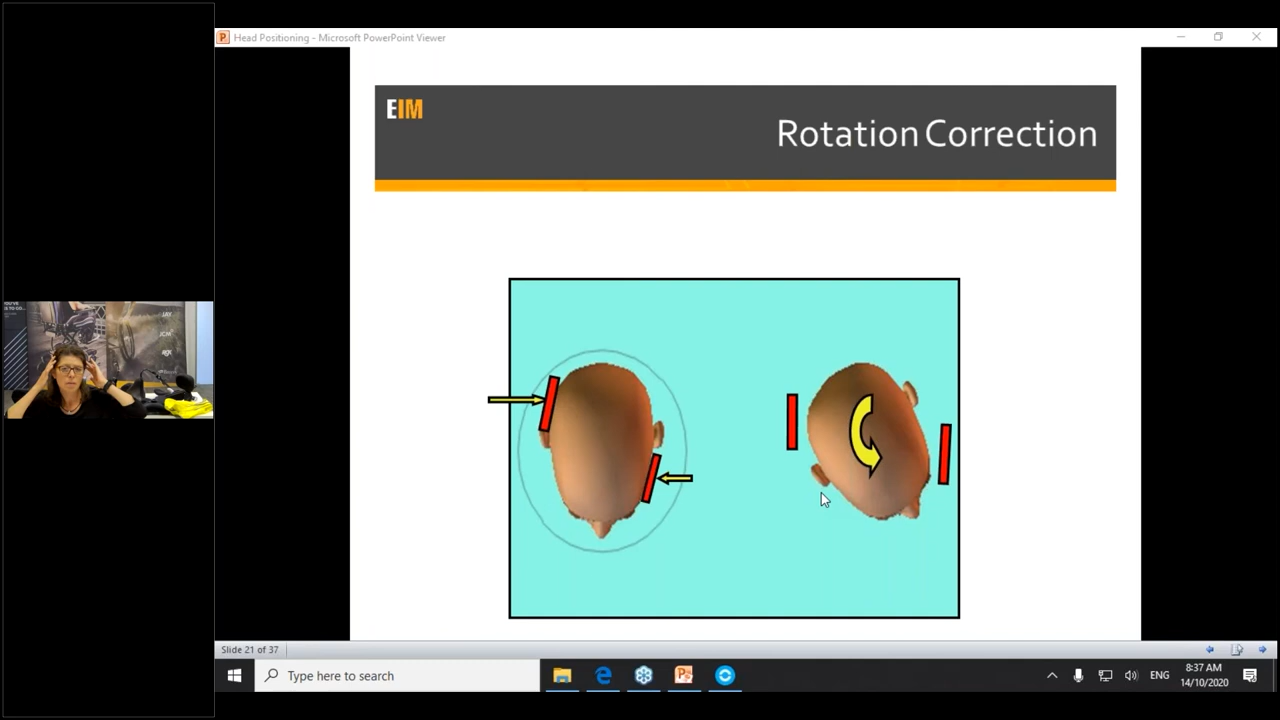 Head Positioning - Microsoft PowerPoint Viewer
EIM
Rotation Correction
JAY
Slide 21 of 37
Type here to search
ENG
8:37 AM
14/10/2020